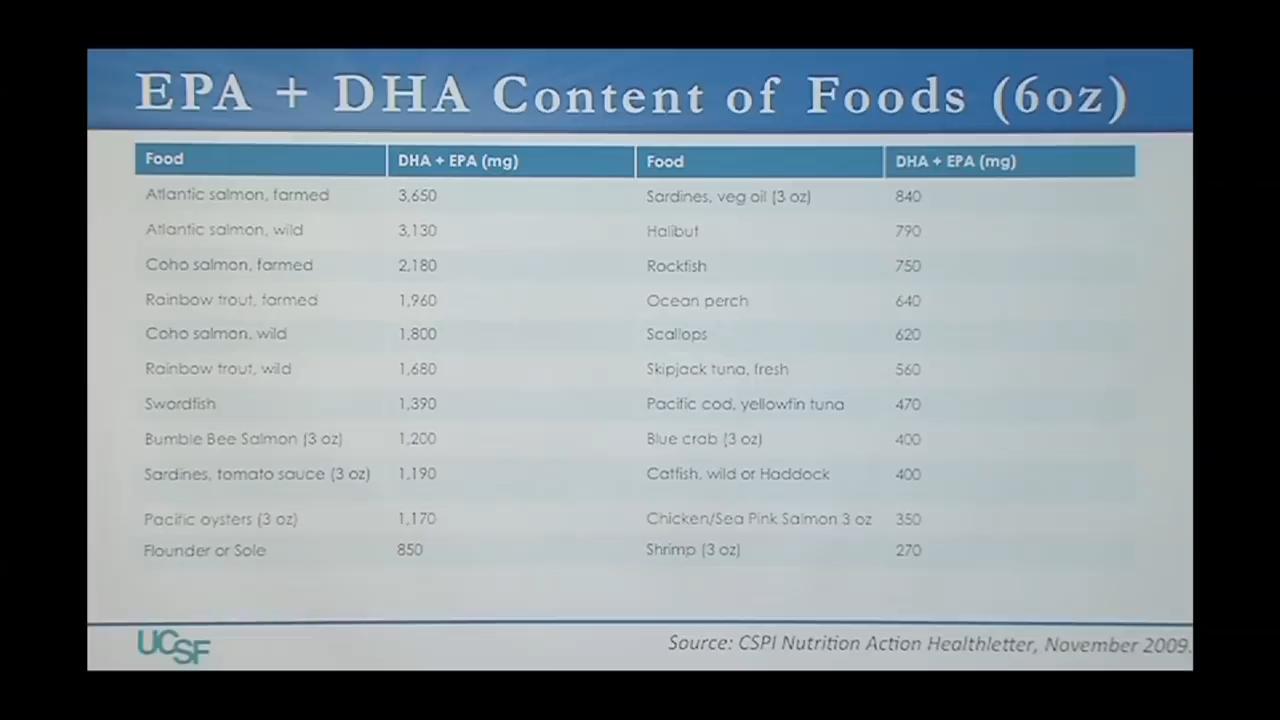 EPA + DHA Content of Foods (6oz)
Food DHA + EPA (mg) Food DHA + EPA (mg)
Atlantic salmon, farmed 3,650 Sardines, veg oil (3 oz) 840
Atlantic salmon, wild 3,130 Halibut 790
Coho salmon, farmed 2,180 Rockfish 750
Rainbow trout, farmed 1,960 Ocean perch 640
Coho salmon, wild 1,800 Scallops 620
Rainbow trout, wild 1,680 Skipjack tuna, fresh 560
Swordfish 1,390 Pacific cod, yellowfin tuna 470
Bumble Bee Salmon (3 oz) 1,200 Blue crab (3 oz) 400
Sardines, tomato sauce (3 oz) 1,190 Catfish, wild or Haddock 400
Pacific oysters (3 oz) 1,170 Chicken/Sea Pink Salmon 3 oz 350
Flounder or Sole 850 Shrimp (3 oz) 270
UCSF
Source: CSPI Nutrition Action Healthletter, November 2009.